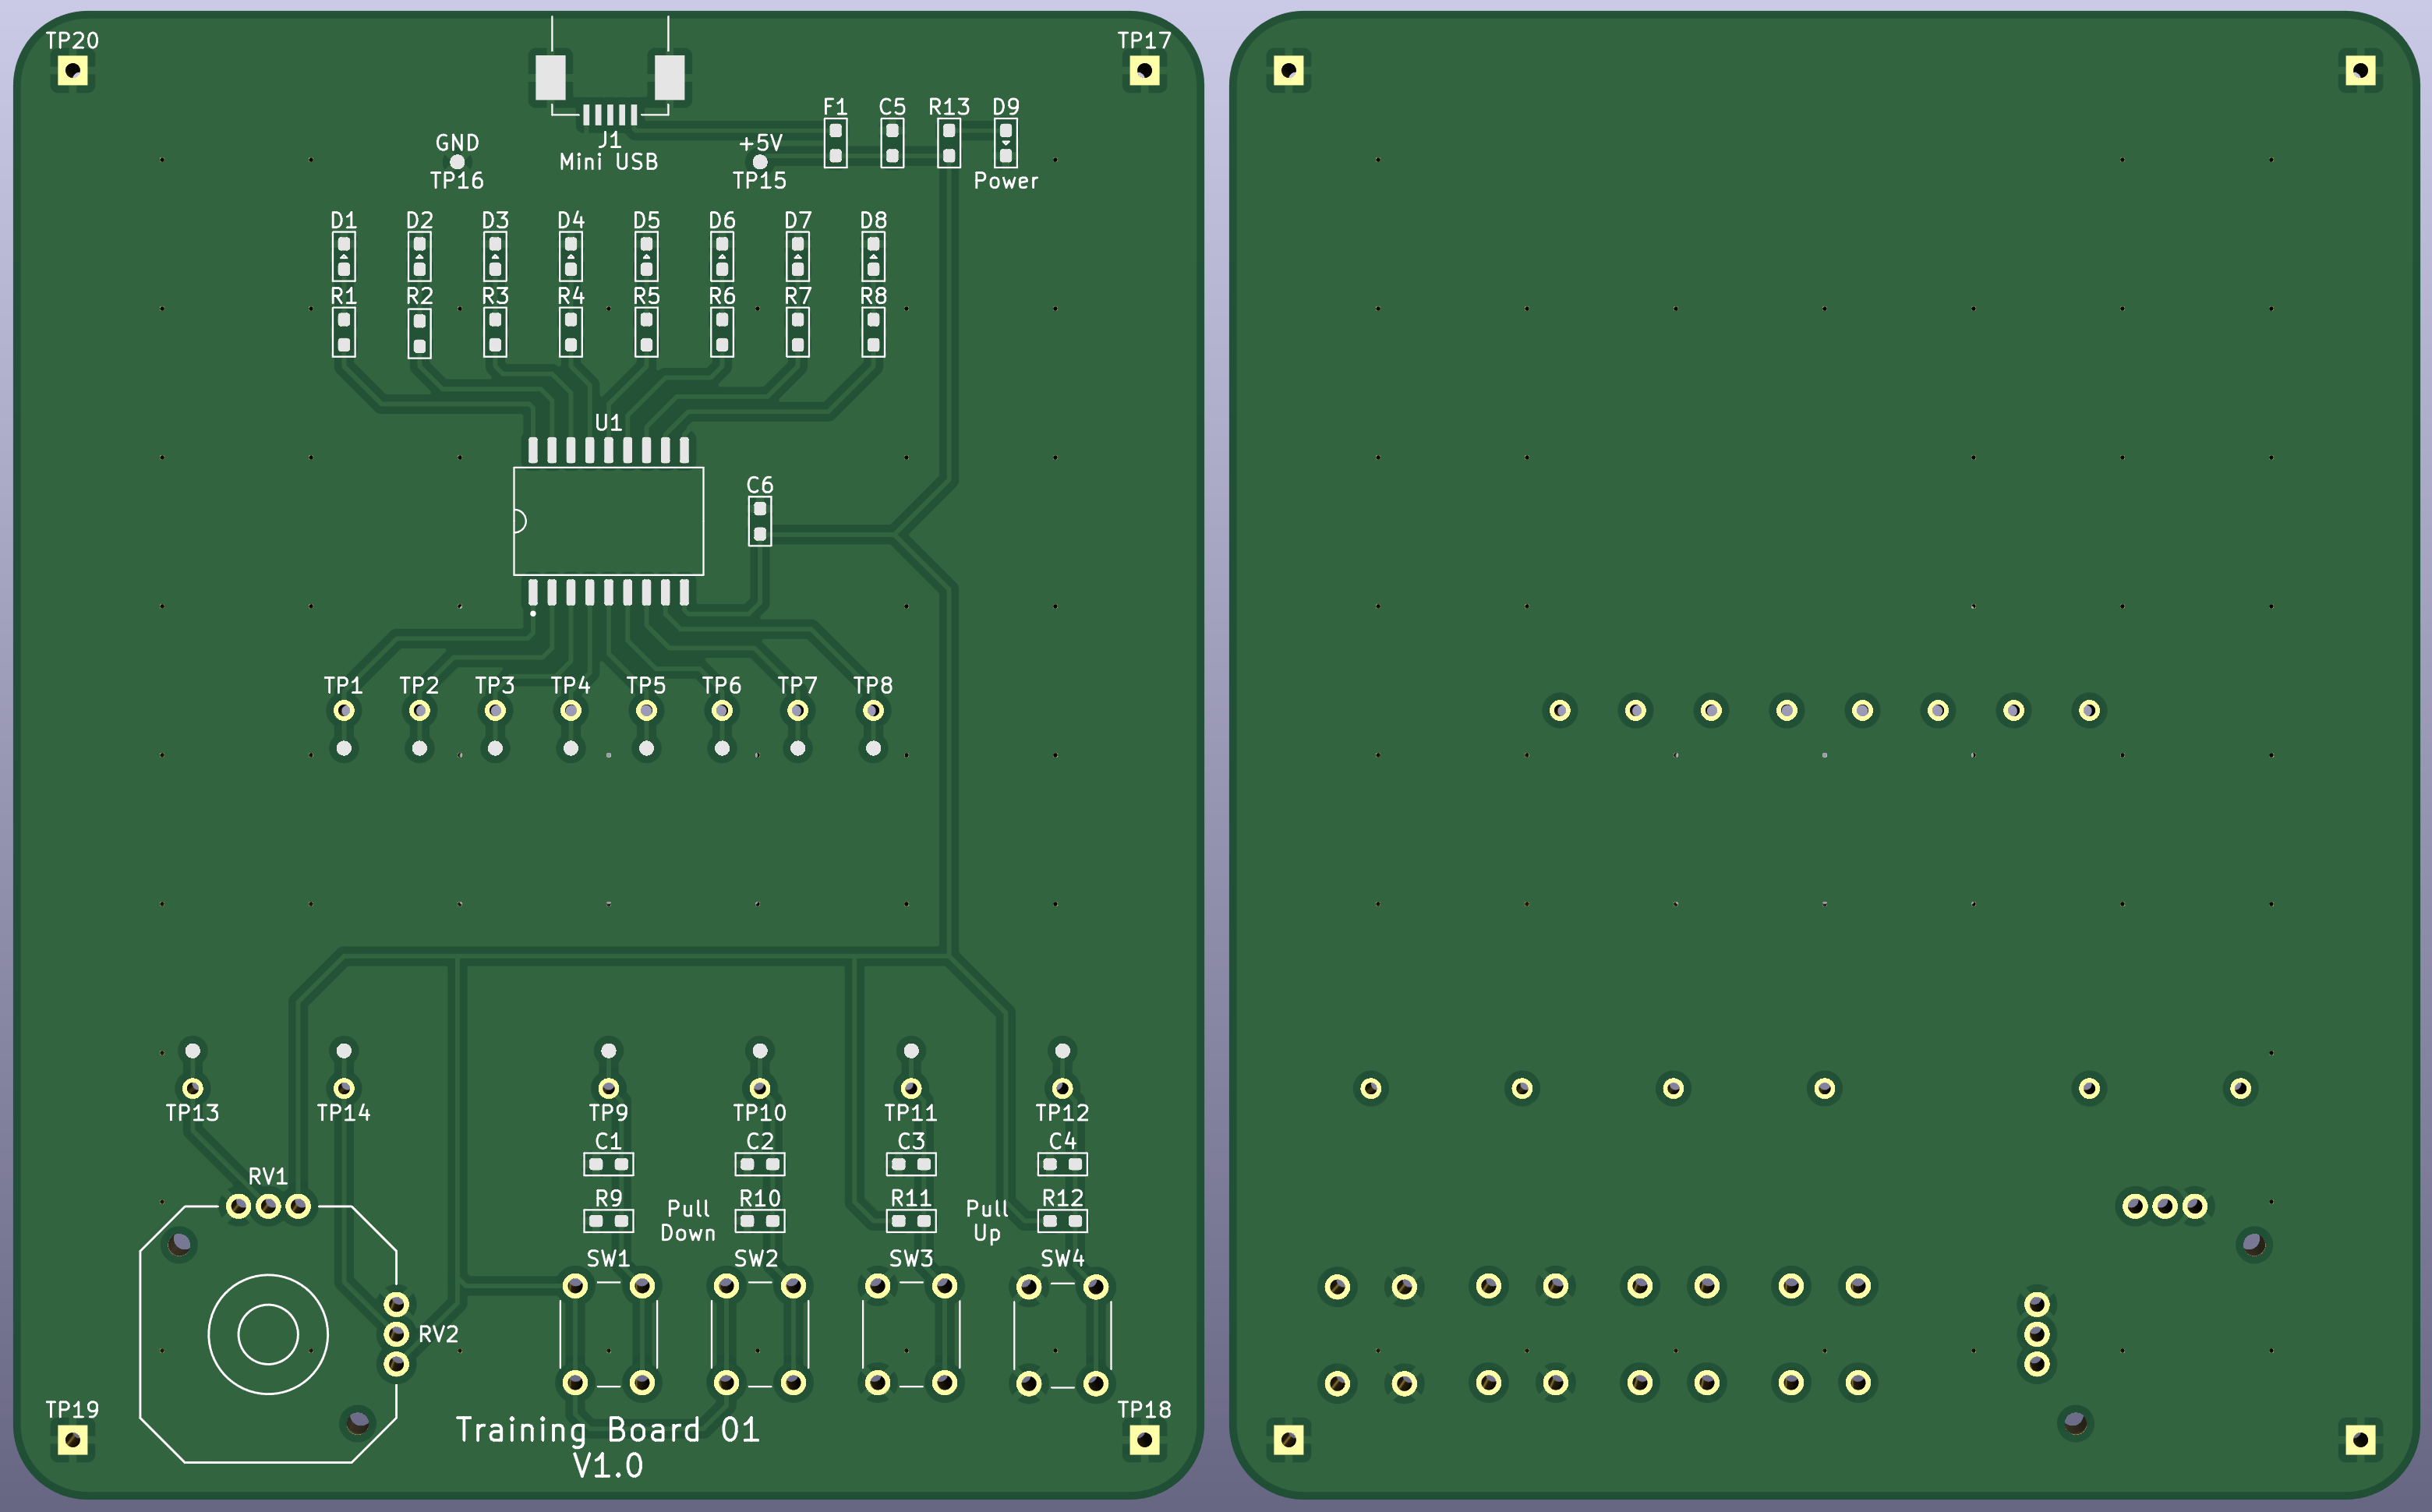 TP20
TP17
F1 C5 R13 D9
J1
GND
+5V
Mini USB
TP16
TP15
Power
D1 D2 D3 D4 D5 D6 D7 D8
R1 R2 R3 R4 R5 R6 R7 R8
U1
C6
TP1 TP2 TP3 TP4 TP5 TP6 TP7 TP8
TP13 TP14 TP9 TP10 TP11 TP12
C1 C2 C3 C4
RV1
R9 R10 R11 R12
Pull
Down
Pull
Up
SW1 SW2 SW3 SW4
RV2
TP19
TP18
Training Board 01
V1.0